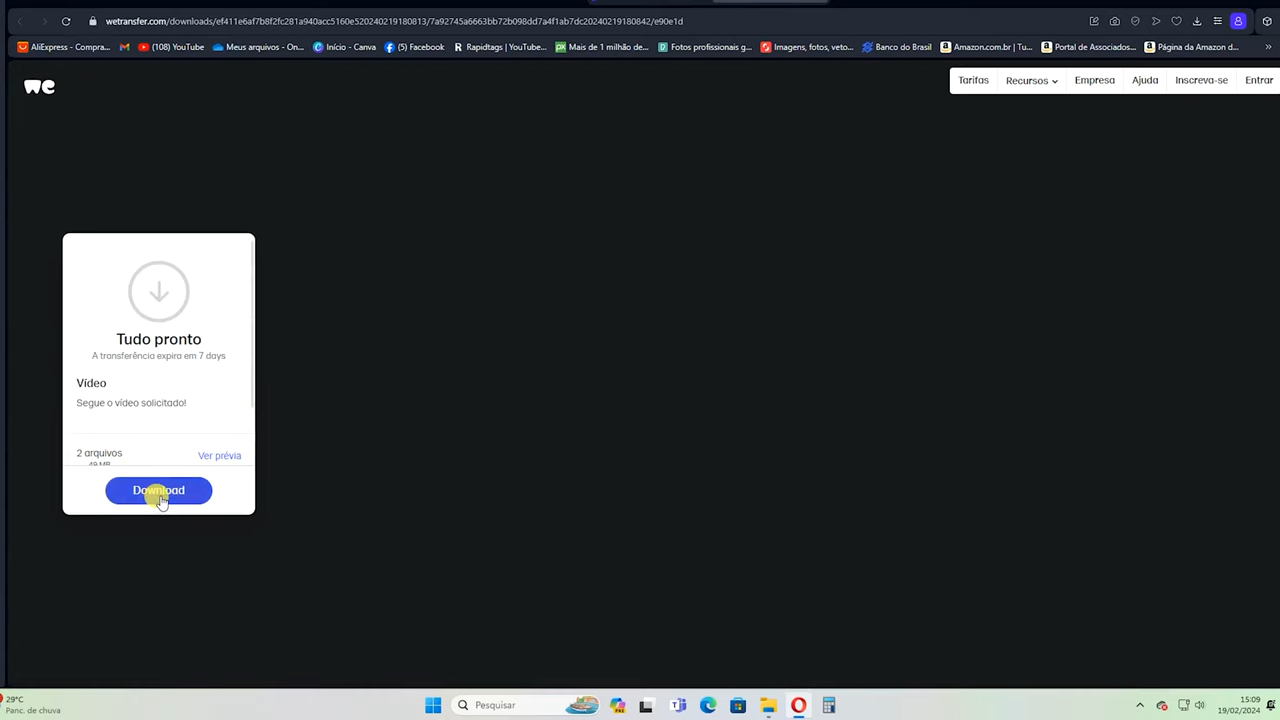 wetransfer.com/downloads/ef411e6af7b8f2fc281a940acc5160e520240219180813/7a92745a6663bb72b098dd7a4f1ab7dc20240219180842/e90e1d
AliExpress - Compra... (108) YouTube Meus arquivos - On... Início - Canva (5) Facebook Rapidtags | YouTube... Mais de 1 milhão de... Fotos profissionais g... Imagens, fotos, veto... Banco do Brasil Amazon.com.br | Tu... Portal de Associados... Página da Amazon d... »
we Tarifas Recursos Empresa Ajuda Inscreva-se Entrar
Tudo pronto
A transferência expira em 7 days
Vídeo
Segue o vídeo solicitado!
2 arquivos Ver prévia
49 MB
Download
29°C
Panc. de chuva
Pesquisar
15:09
19/02/2024